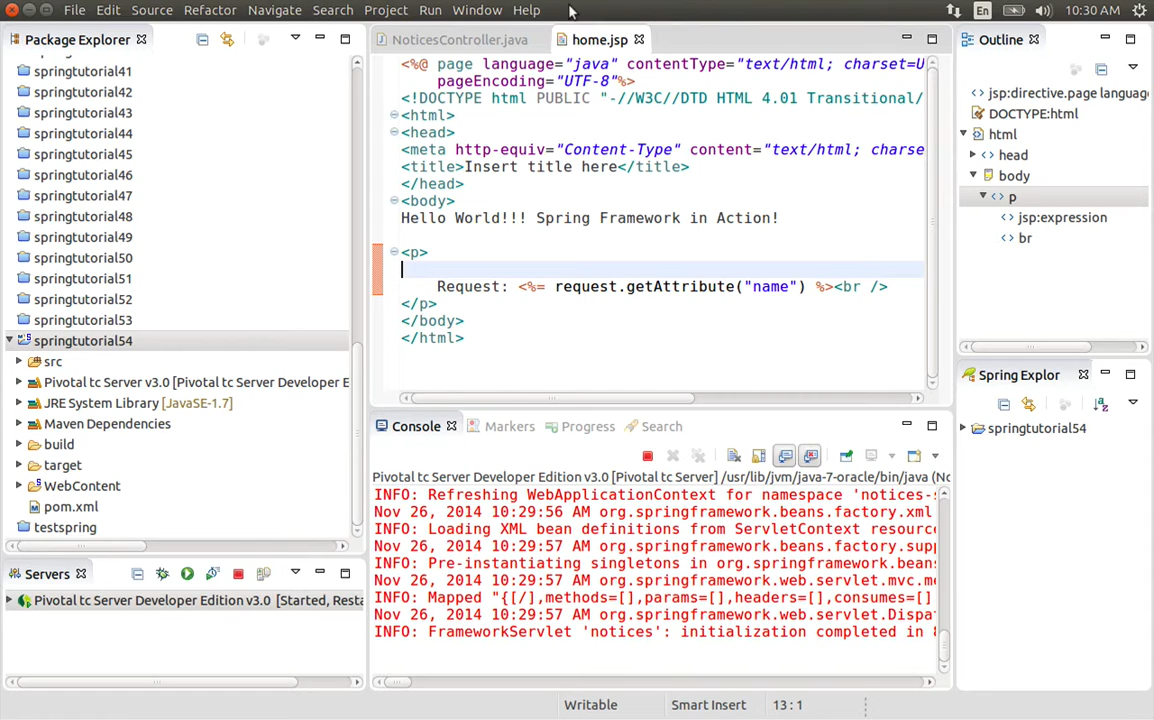 File Edit Source Refactor Navigate Search Project Run Window Help En 10:30 AM
Package Explorer
springtutorial41
springtutorial42
springtutorial43
springtutorial44
springtutorial45
springtutorial46
springtutorial47
springtutorial48
springtutorial49
springtutorial50
springtutorial51
springtutorial52
springtutorial53
springtutorial54
src
Pivotal tc Server v3.0 [Pivotal tc Server Developer E
JRE System Library [JavaSE-1.7]
Maven Dependencies
build
target
WebContent
pom.xml
testspring
Servers
Pivotal tc Server Developer Edition v3.0 [Started, Resta
NoticesController.java home.jsp
<%@ page language="java" contentType="text/html; charset=U
pageEncoding="UTF-8"%>
<!DOCTYPE html PUBLIC "-//W3C//DTD HTML 4.01 Transitional/
<html>
<head>
<meta http-equiv="Content-Type" content="text/html; charse
<title>Insert title here</title>
</head>
<body>
Hello World!!! Spring Framework in Action!
<p>
Request: <%= request.getAttribute("name") %><br />
</p>
</body>
</html>
Console Markers Progress Search
Pivotal tc Server Developer Edition v3.0 [Pivotal tc Server] /usr/lib/jvm/java-7-oracle/bin/java (No
INFO: Refreshing WebApplicationContext for namespace 'notices-s
Nov 26, 2014 10:29:56 AM org.springframework.beans.factory.xml.
INFO: Loading XML bean definitions from ServletContext resourc
Nov 26, 2014 10:29:57 AM org.springframework.beans.factory.supp
INFO: Pre-instantiating singletons in org.springframework.beans
Nov 26, 2014 10:29:57 AM org.springframework.web.servlet.mvc.me
INFO: Mapped "{[/],methods=[],params=[],headers=[],consumes=[]
Nov 26, 2014 10:29:57 AM org.springframework.web.servlet.Dispa
INFO: FrameworkServlet 'notices': initialization completed in 8
Outline
jsp:directive.page language
DOCTYPE:html
html
head
body
p
jsp:expression
br
Spring Explor
springtutorial54
Writable Smart Insert 13 : 1